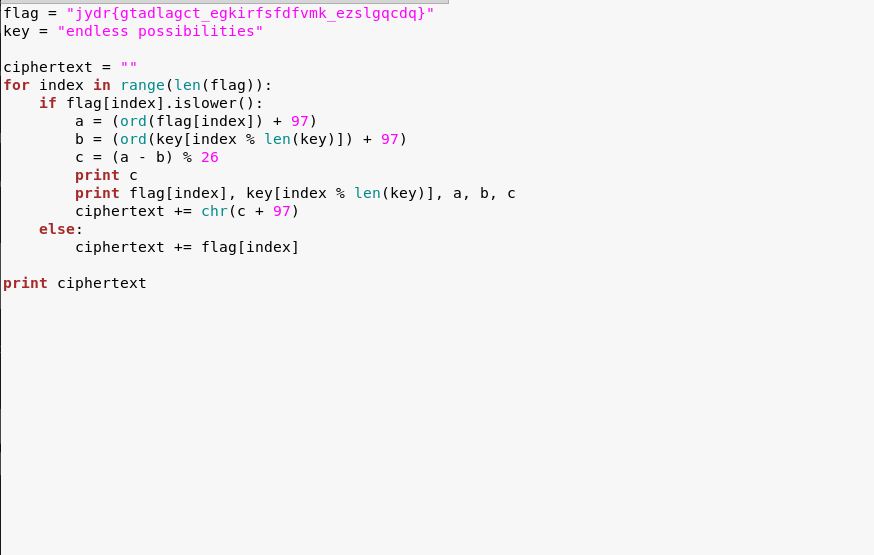 flag = "jydr{gtadlagct_egkirfsfdfvmk_ezslgqcdq}"
key = "endless possibilities"

ciphertext = ""
for index in range(len(flag)):
    if flag[index].islower():
        a = (ord(flag[index]) + 97)
        b = (ord(key[index % len(key)]) + 97)
        c = (a - b) % 26
        print c
        print flag[index], key[index % len(key)], a, b, c
        ciphertext += chr(c + 97)
    else:
        ciphertext += flag[index]

print ciphertext